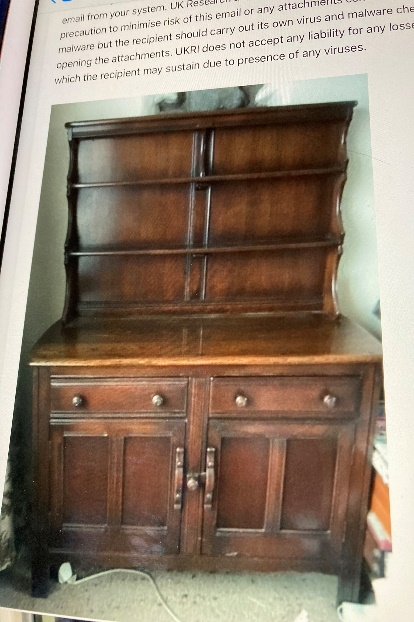 email from your system. UK Research
precaution to minimise risk of this email or any attachments
malware but the recipient should carry out its own virus and malware
opening the attachments. UKRI does not accept any liability for any
which the recipient may sustain due to presence of any viruses.